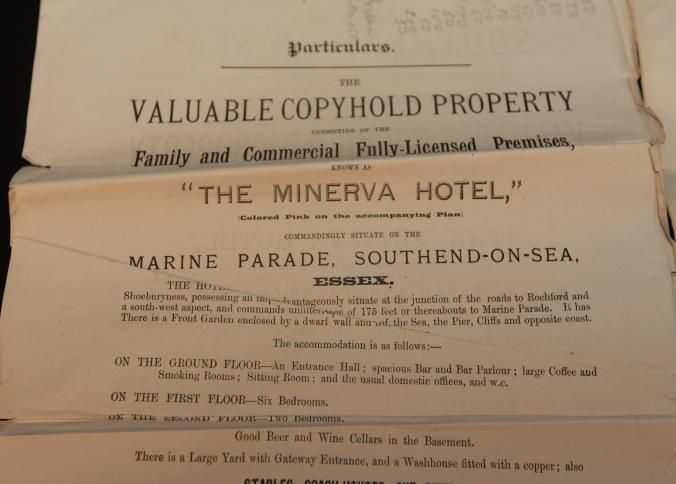 Particulars.
THE
VALUABLE COPYHOLD PROPERTY
CONSISTING OF THE
Family and Commercial Fully-Licensed Premises,
KNOWN AS
"THE MINERVA HOTEL,"
(Colored Pink on the accompanying Plan)
COMMANDINGLY SITUATE ON THE
MARINE PARADE, SOUTHEND-ON-SEA,
ESSEX.
THE situate at the junction of the roads to Rochford and
Shoeburyness, possessing an of 175 feet or thereabouts to Marine Parade. It has
a south-west aspect, and commands the Sea, the Pier, Cliffs and opposite coast.
There is a Front Garden enclosed by a dwarf wall and
The accommodation is as follows:—
ON THE GROUND FLOOR—An Entrance Hall; spacious Bar and Bar Parlour; large Coffee and
Smoking Rooms; Sitting Room; and the usual domestic offices, and w.c.
ON THE FIRST FLOOR—Six Bedrooms.
ON THE SECOND FLOOR—Two Bedrooms.
Good Beer and Wine Cellars in the Basement.
There is a Large Yard with Gateway Entrance, and a Washhouse fitted with a copper; also